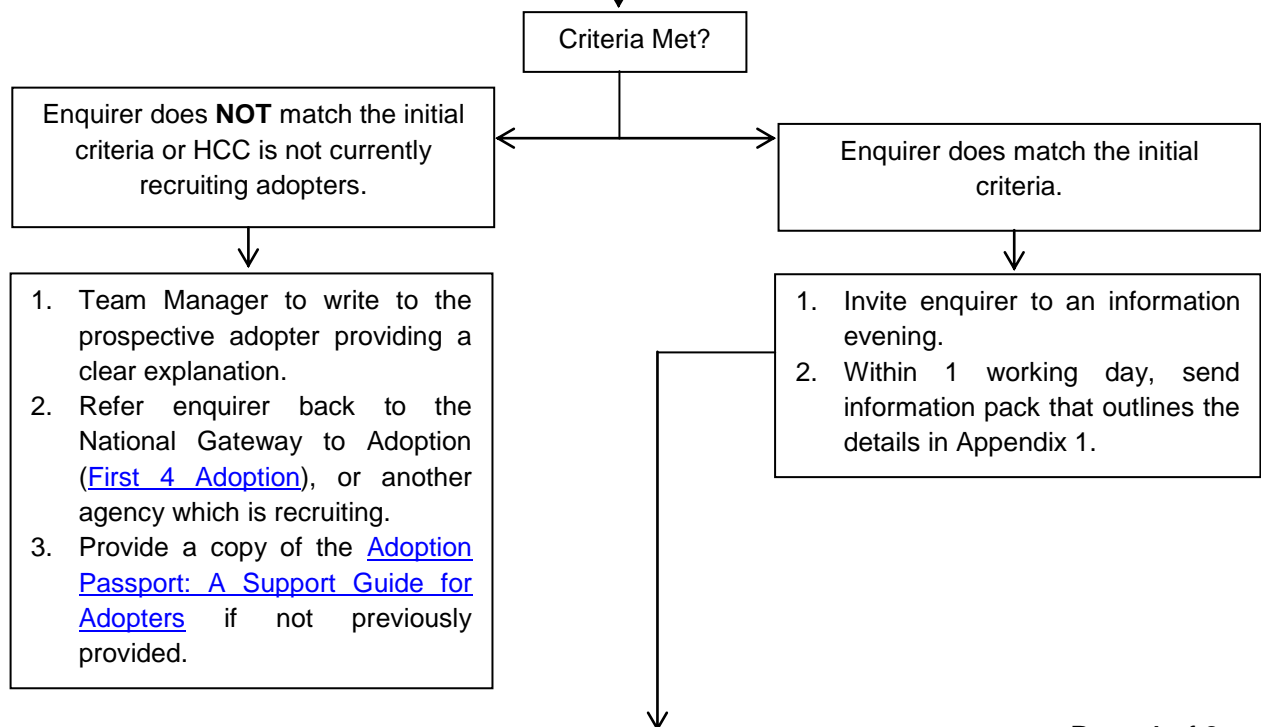 Criteria Met?
Enquirer does NOT match the initial
criteria or HCC is not currently
recruiting adopters.
Enquirer does match the initial
criteria.
1. Team Manager to write to the
prospective adopter providing a
clear explanation.
2. Refer enquirer back to the
National Gateway to Adoption
(First 4 Adoption), or another
agency which is recruiting.
3. Provide a copy of the Adoption
Passport: A Support Guide for
Adopters if not previously
provided.
1. Invite enquirer to an information
evening.
2. Within 1 working day, send
information pack that outlines the
details in Appendix 1.